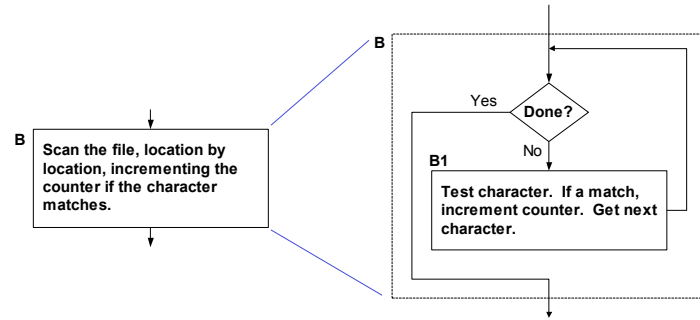 B
Scan the file, location by
location, incrementing the
counter if the character
matches.
B
Yes
Done?
No
B1
Test character.  If a match,
increment counter.  Get next
character.